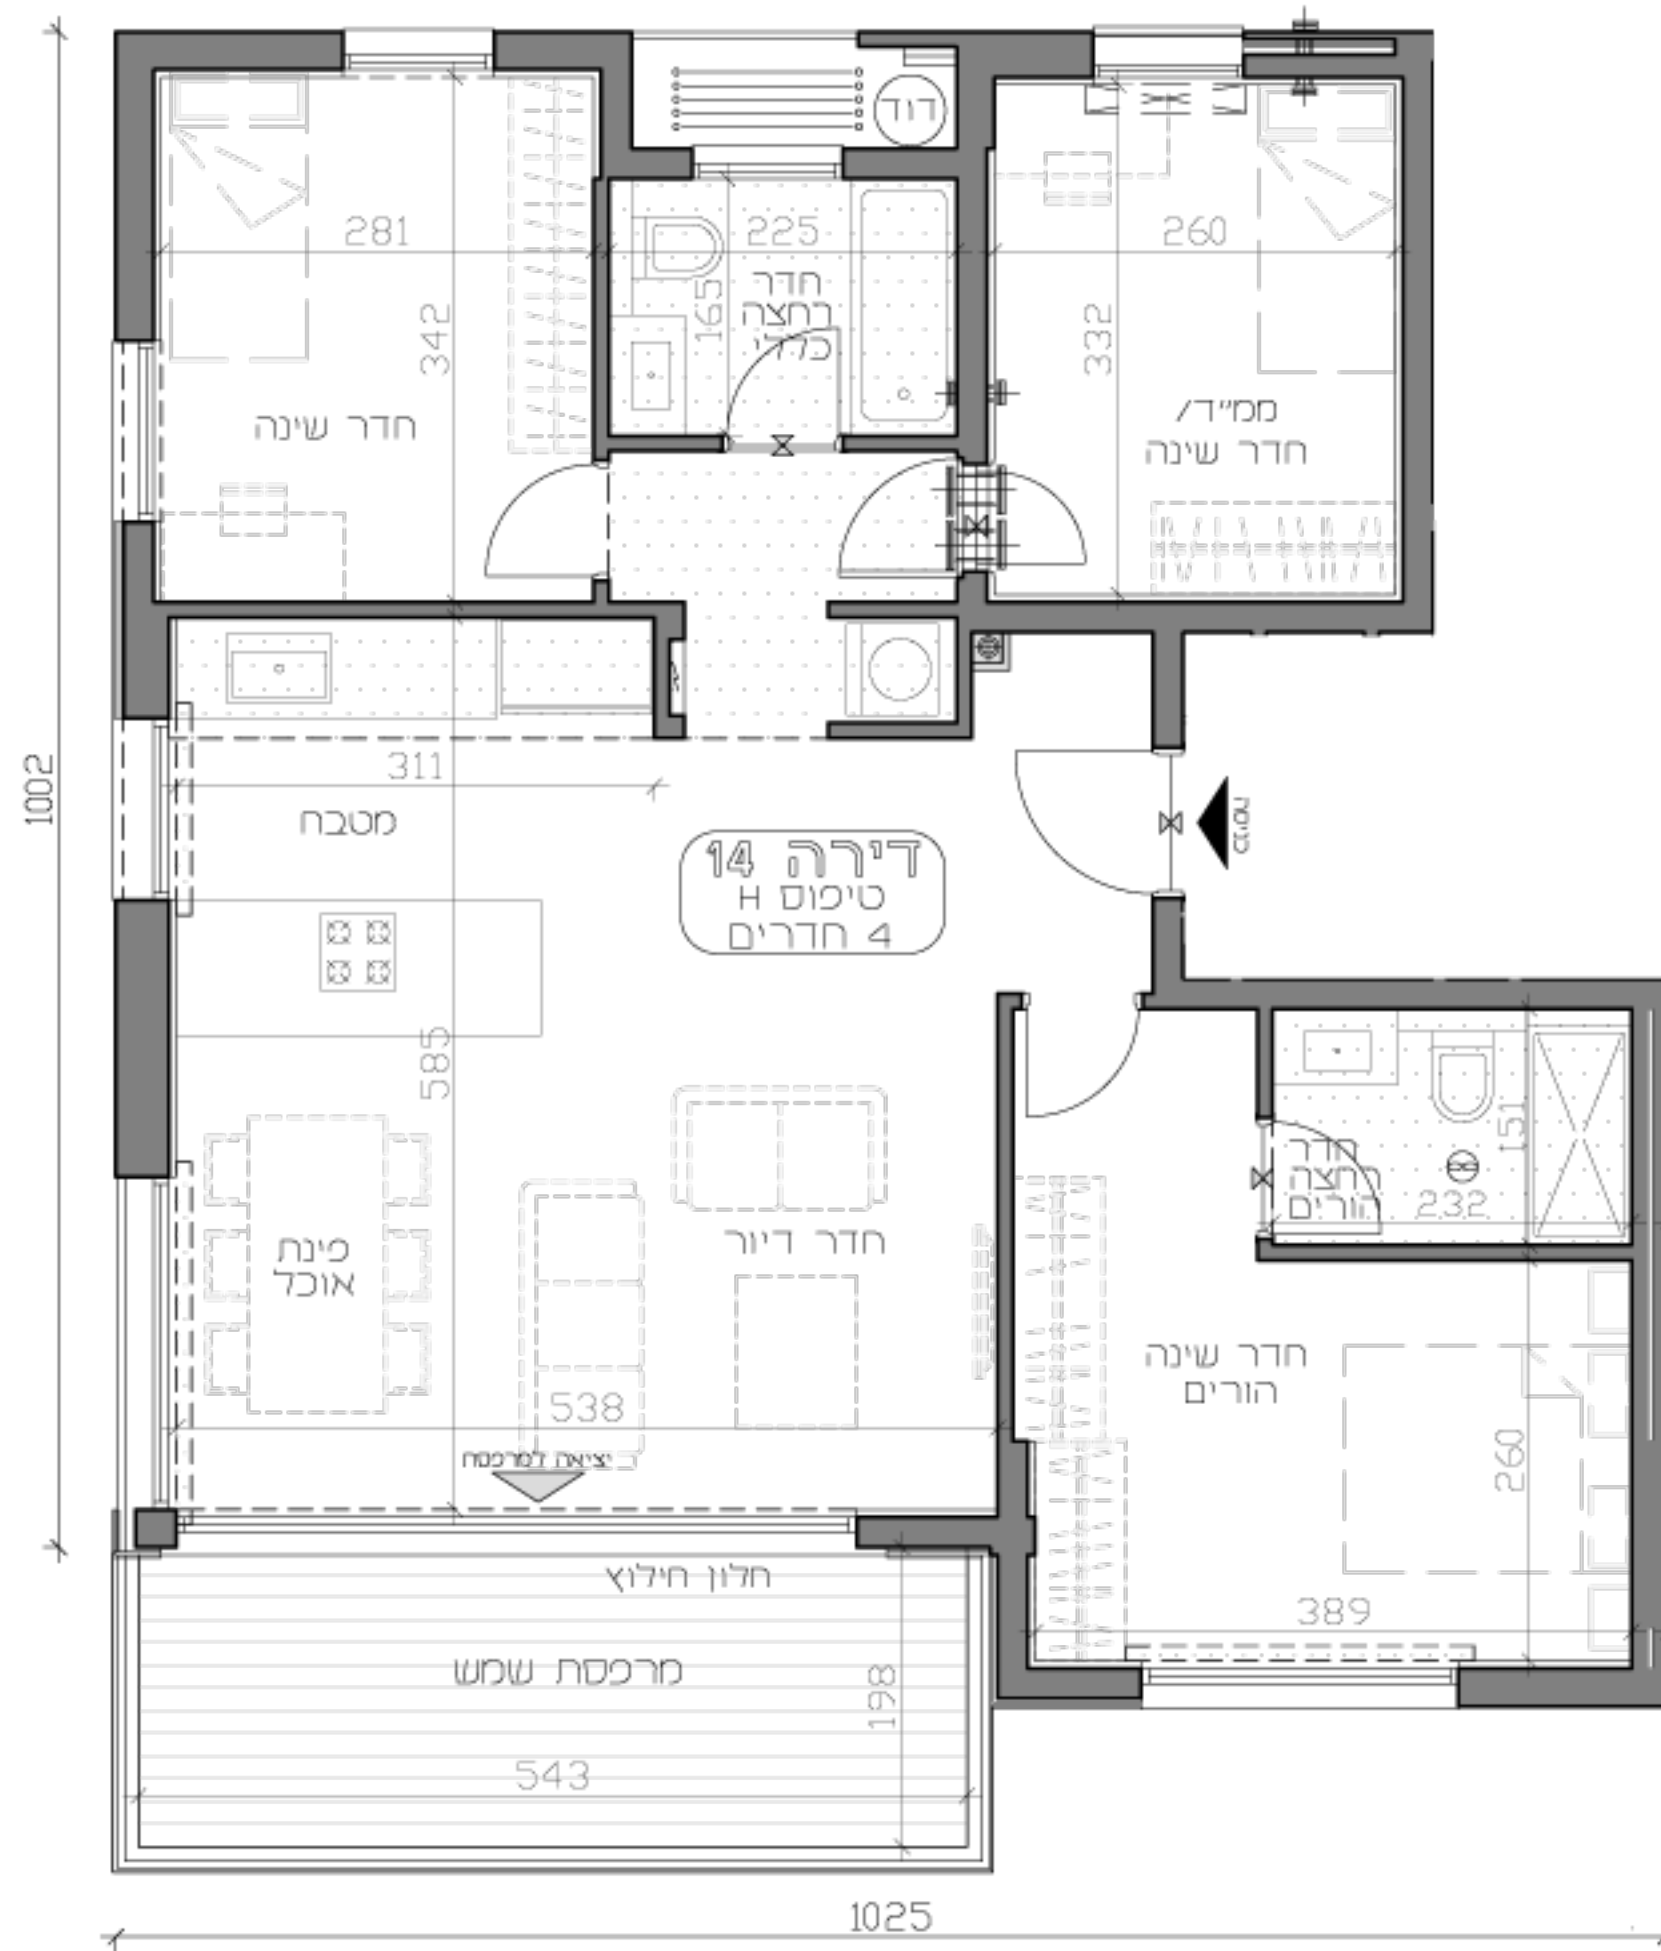 דוד
281
225
260
חדר
רחצה
כללי
165
342
332
חדר שינה
ממ״ד/
חדר שינה
311
מטבח
1002
דירה 14
טיפוס H
4 חדרים
כניסה
585
151
חדר
רחצה
הורים
232
חדר דיור
פינת
אוכל
חדר שינה
הורים
538
יציאה למרפסת
260
חלון חילוץ
389
מרפסת שמש
198
543
1025